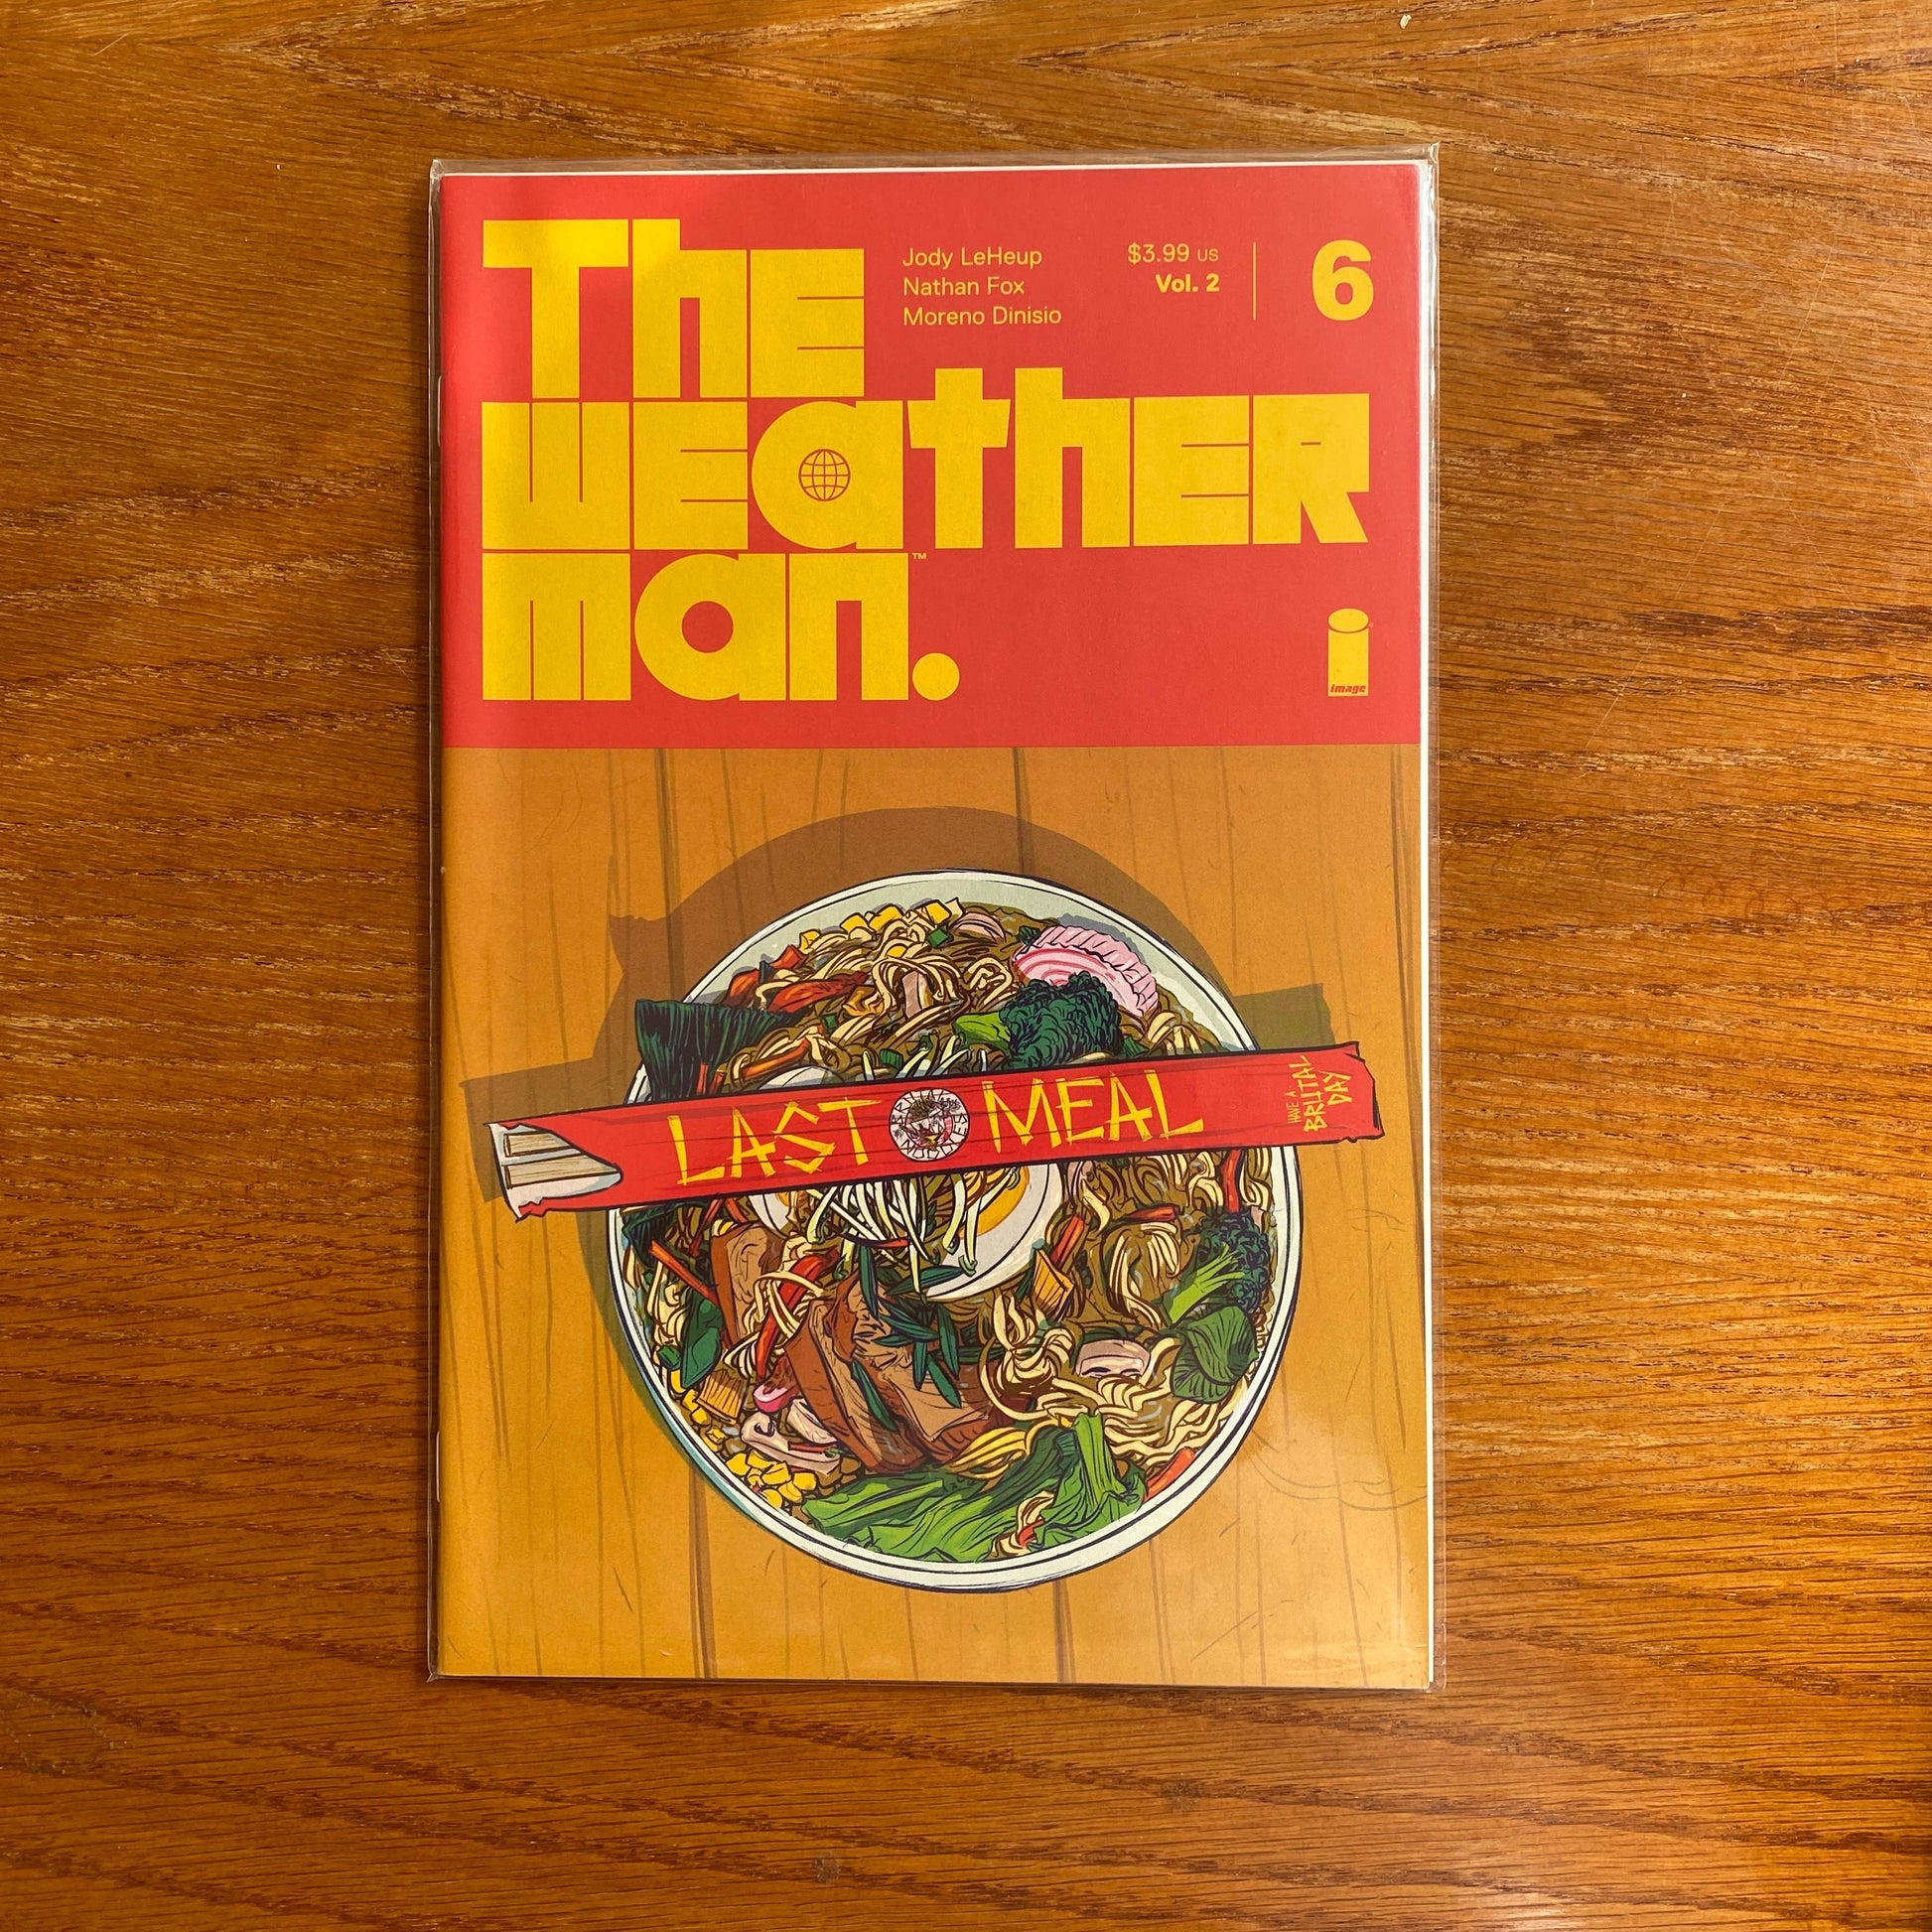 The
weather
man.™
Jody LeHeup
Nathan Fox
Moreno Dinisio
$3.99 US
Vol. 2
6
image
LAST MEAL
HAVE A
BRUTAL
DAY